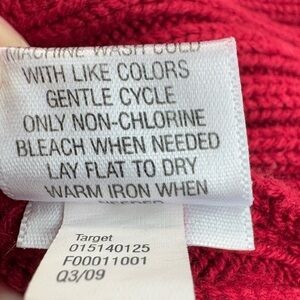 MACHINE WASH COLD
WITH LIKE COLORS
GENTLE CYCLE
ONLY NON-CHLORINE
BLEACH WHEN NEEDED
LAY FLAT TO DRY
WARM IRON WHEN
NEEDED
Target
015140125
F00011001
Q3/09